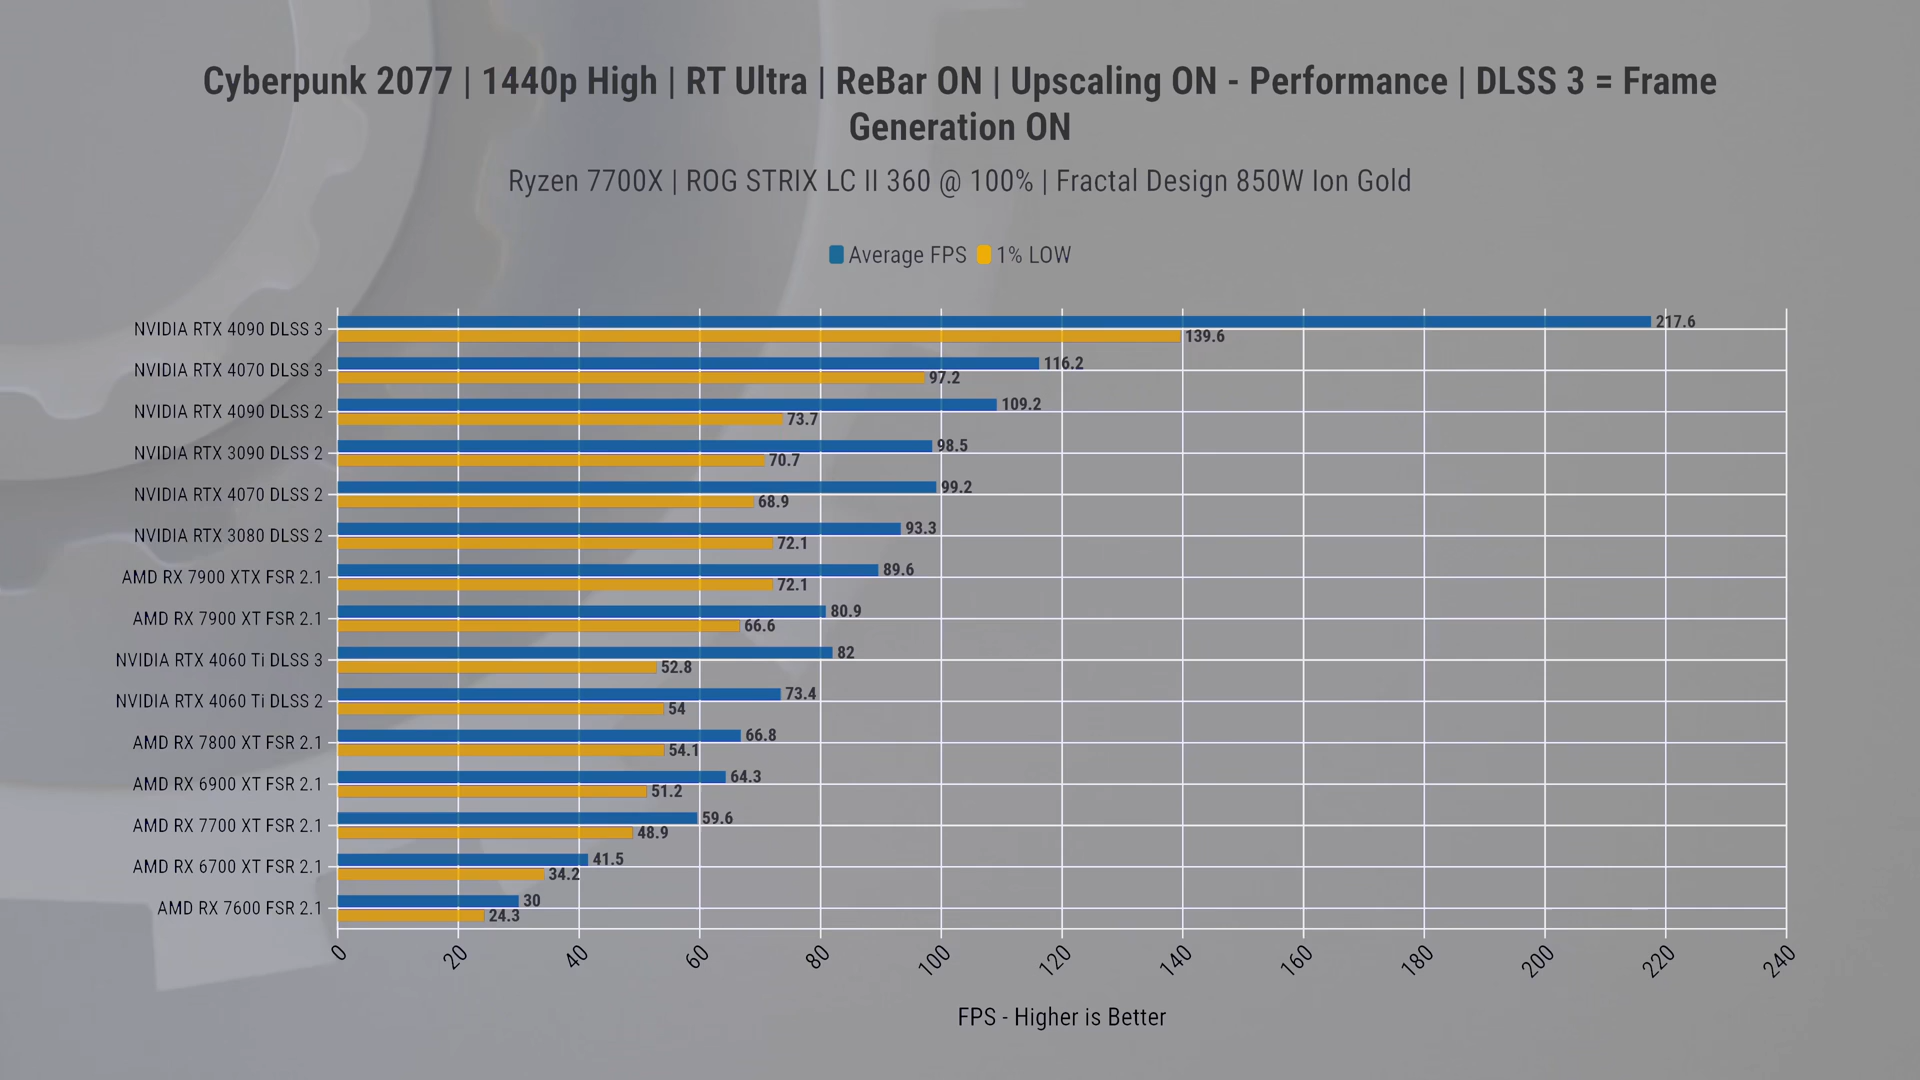 Cyberpunk 2077 | 1440p High | RT Ultra | ReBar ON | Upscaling ON - Performance | DLSS 3 = Frame
Generation ON
Ryzen 7700X | ROG STRIX LC II 360 @ 100% | Fractal Design 850W Ion Gold
Average FPS 1% LOW
NVIDIA RTX 4090 DLSS 3 217.6
139.6
NVIDIA RTX 4070 DLSS 3 116.2
97.2
NVIDIA RTX 4090 DLSS 2 109.2
73.7
NVIDIA RTX 3090 DLSS 2 98.5
70.7
NVIDIA RTX 4070 DLSS 2 99.2
68.9
NVIDIA RTX 3080 DLSS 2 93.3
72.1
AMD RX 7900 XTX FSR 2.1 89.6
72.1
AMD RX 7900 XT FSR 2.1 80.9
66.6
NVIDIA RTX 4060 Ti DLSS 3 82
52.8
NVIDIA RTX 4060 Ti DLSS 2 73.4
54
AMD RX 7800 XT FSR 2.1 66.8
54.1
AMD RX 6900 XT FSR 2.1 64.3
51.2
AMD RX 7700 XT FSR 2.1 59.6
48.9
AMD RX 6700 XT FSR 2.1 41.5
34.2
AMD RX 7600 FSR 2.1 30
24.3
0 20 40 60 80 100 120 140 160 180 200 220 240
FPS - Higher is Better